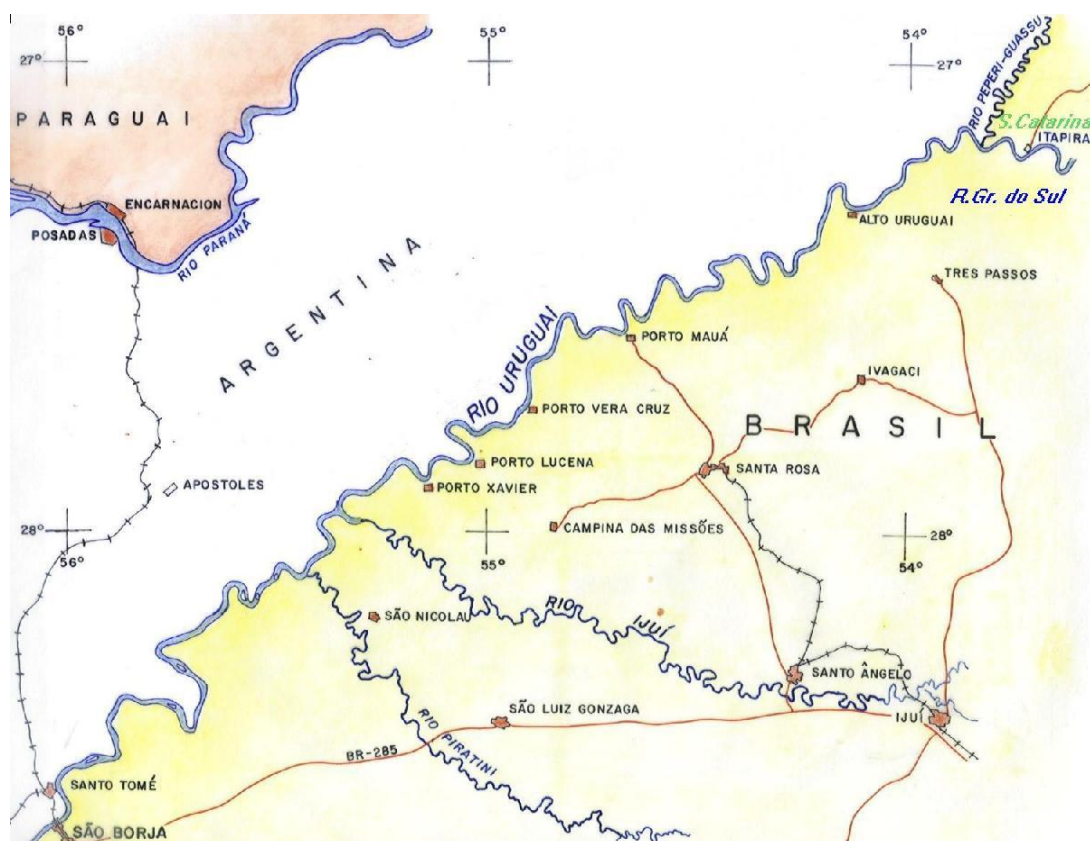 56°
55°
54°
27°
27°
RIO PEPERI-GUASSU
PARAGUAI
S.Catarina
ITAPIRA
ENCARNACION
R.Gr. do Sul
POSADAS
RIO PARANÁ
ALTO URUGUAI
ARGENTINA
TRES PASSOS
RIO URUGUAI
PORTO MAUÁ
IVAGACI
PORTO VERA CRUZ
BRASIL
PORTO LUCENA
SANTA ROSA
APOSTOLES
PORTO XAVIER
28°
CAMPINA DAS MISSÕES
28°
56°
55°
54°
RIO IJUÍ
SÃO NICOLAU
SANTO ÂNGELO
SÃO LUIZ GONZAGA
IJUÍ
RIO PIRATINI
BR-285
SANTO TOMÉ
SÃO BORJA